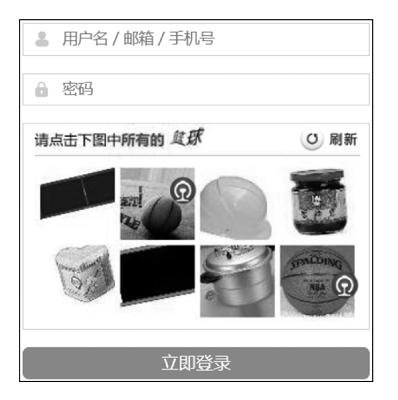 用户名 / 邮箱 / 手机号
密码
请点击下图中所有的 篮球 刷新
SPALDING
NBA
立即登录